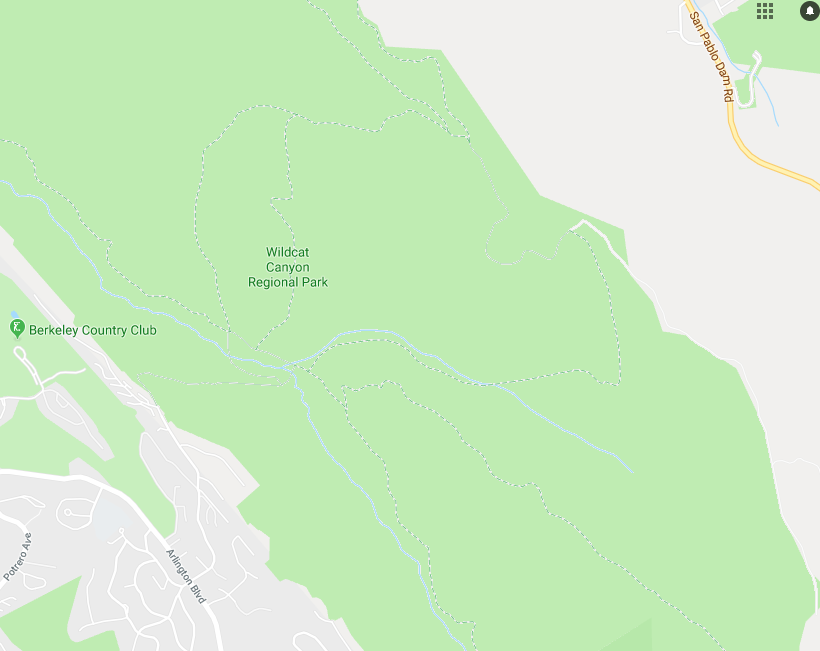 San Pablo Dam Rd
Wildcat
Canyon
Regional Park
Berkeley Country Club
Potrero Ave
Arlington Blvd